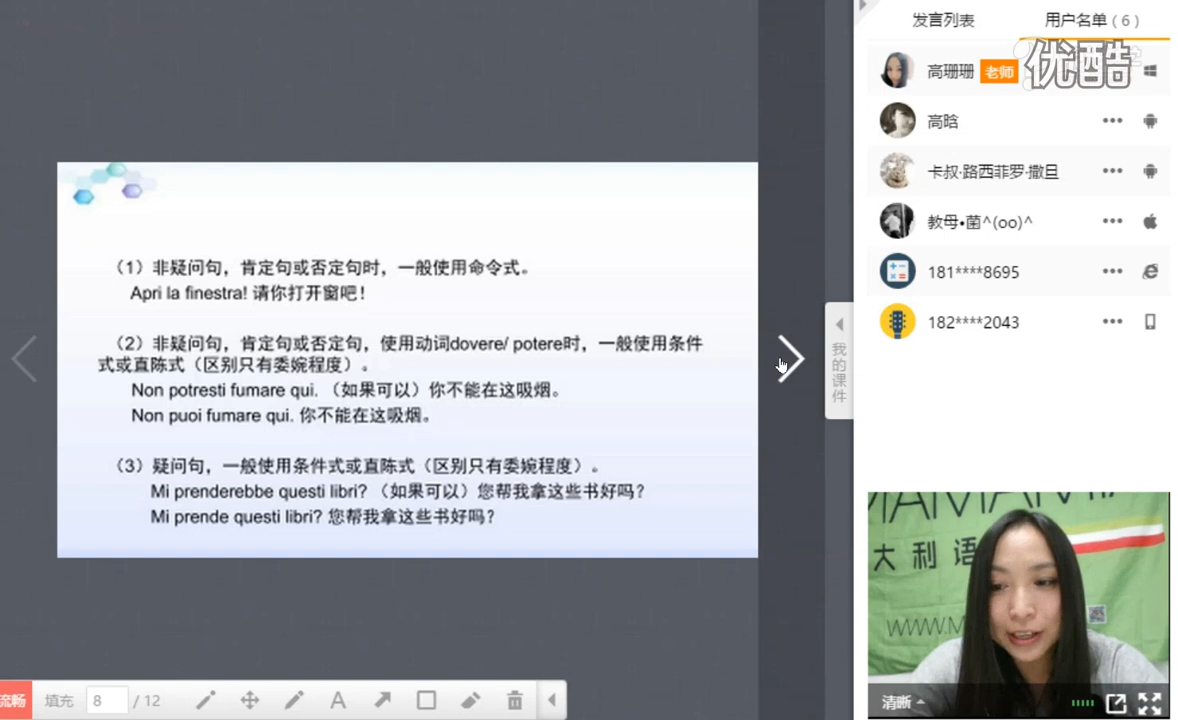 发言列表
用户名单（6）
高珊珊 老师
优酷
高晗
卡叔·路西菲罗·撒旦
教母•菌^(oo)^
181****8695
182****2043
（1）非疑问句，肯定句或否定句时，一般使用命令式。
Apri la finestra! 请你打开窗吧！
（2）非疑问句，肯定句或否定句，使用动词dovere/ potere时，一般使用条件
式或直陈式（区别只有委婉程度）。
Non potresti fumare qui. （如果可以）你不能在这吸烟。
Non puoi fumare qui. 你不能在这吸烟。
（3）疑问句，一般使用条件式或直陈式（区别只有委婉程度）。
Mi prenderebbe questi libri? （如果可以）您帮我拿这些书好吗？
Mi prende questi libri? 您帮我拿这些书好吗？
我的课件
大利语
WWW.M
清晰
流畅
填充 8 / 12
A